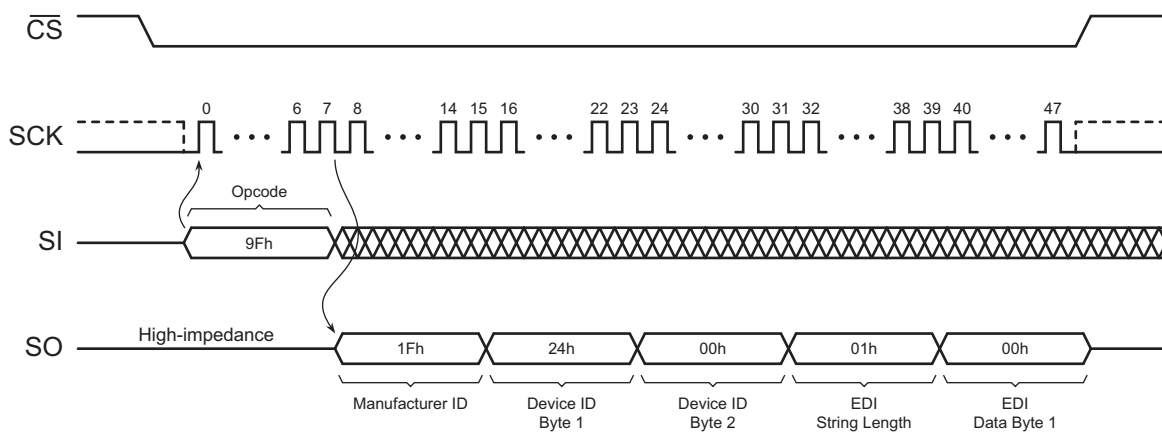 CS
0 6 7 8 14 15 16 22 23 24 30 31 32 38 39 40 47
SCK
Opcode
SI
9Fh
High-impedance
SO
1Fh 24h 00h 01h 00h
Manufacturer ID
Device ID
Byte 1
Device ID
Byte 2
EDI
String Length
EDI
Data Byte 1